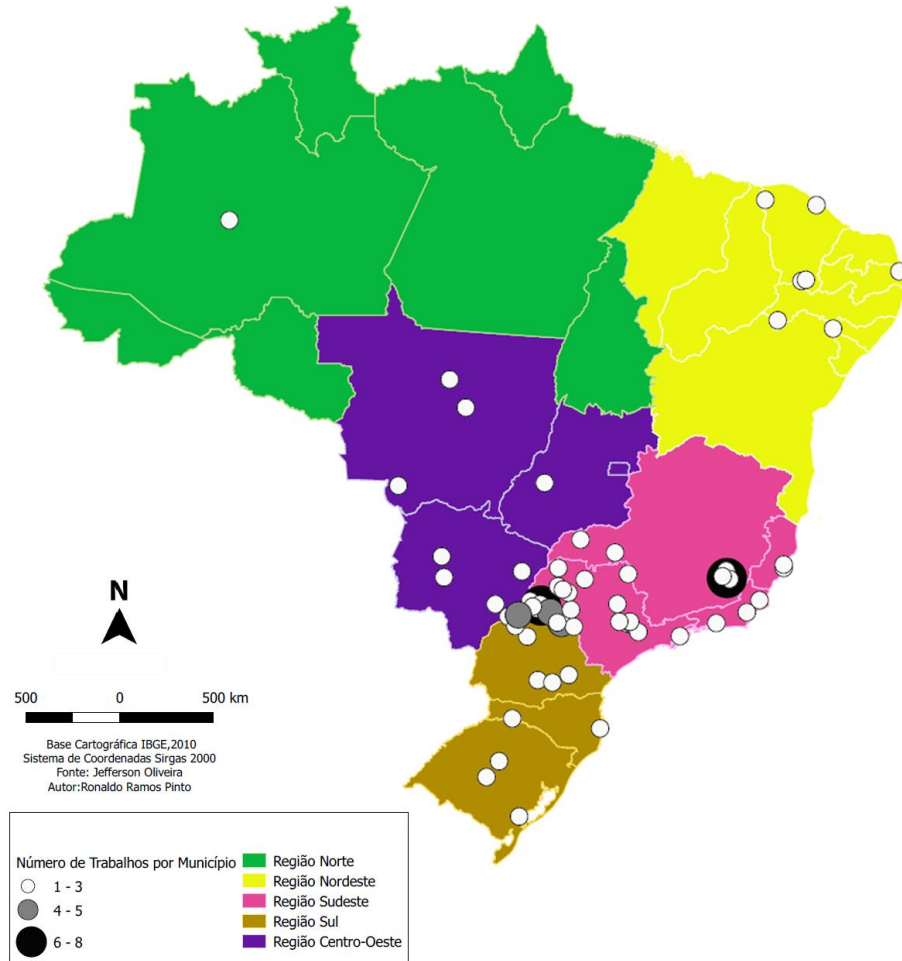 N
500 0 500 km
Base Cartográfica IBGE,2010
Sistema de Coordenadas Sirgas 2000
Fonte: Jefferson Oliveira
Autor:Ronaldo Ramos Pinto
Número de Trabalhos por Município
1 - 3
4 - 5
6 - 8
Região Norte
Região Nordeste
Região Sudeste
Região Sul
Região Centro-Oeste